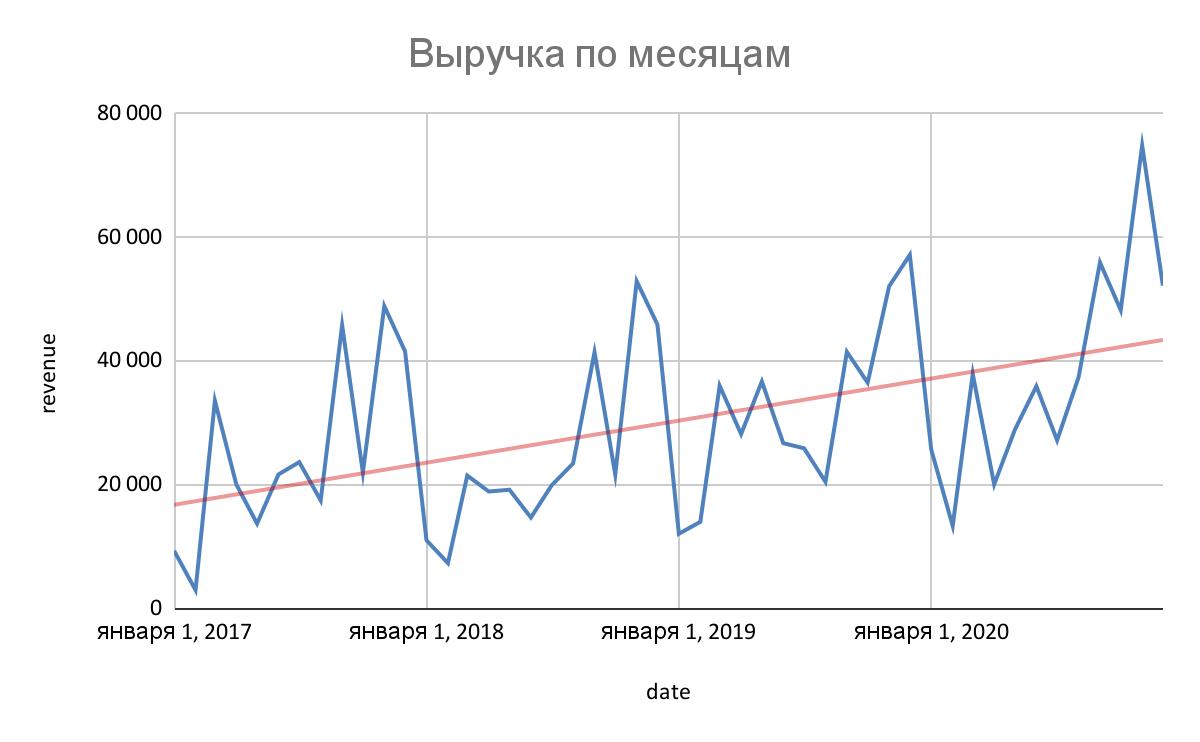 Выручка по месяцам
80 000
60 000
40 000
20 000
0
revenue
января 1, 2017
января 1, 2018
января 1, 2019
января 1, 2020
date